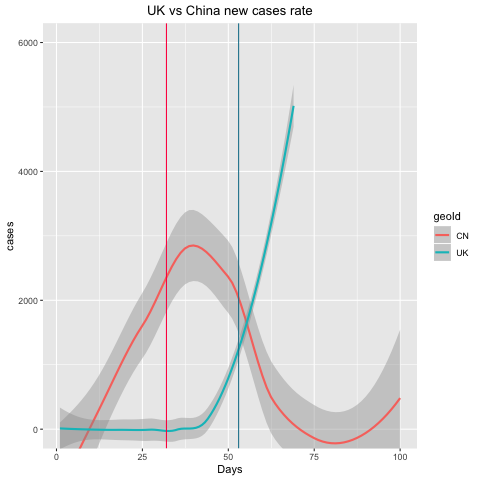 UK vs China new cases rate
6000
4000
2000
0
cases
0 25 50 75 100
Days
geoId
CN
UK